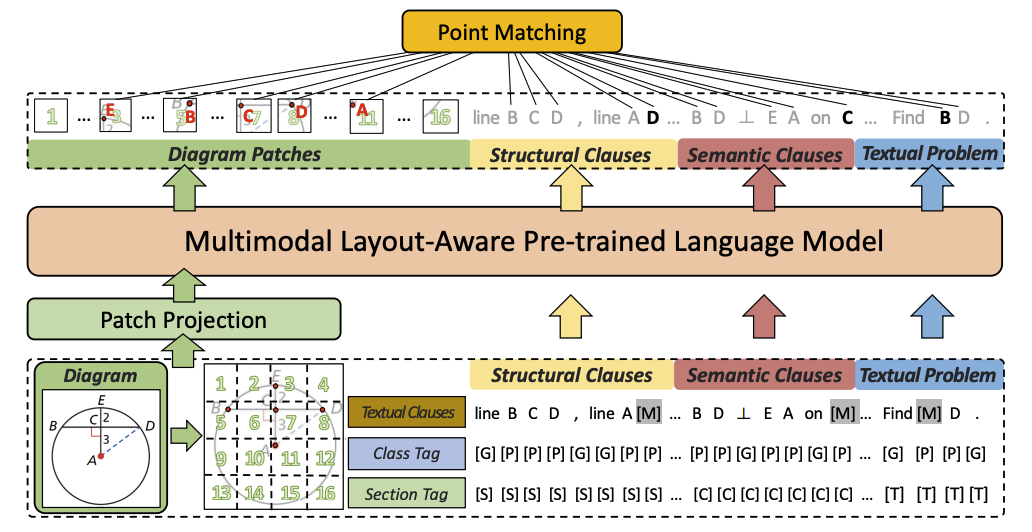 Point Matching
1 ... E 3 ... B 5 B ... C 7 8 D ... A 11 ... 16 line B C D , line A D ... B D ⊥ E A on C ... Find B D .
Diagram Patches Structural Clauses Semantic Clauses Textual Problem
Multimodal Layout-Aware Pre-trained Language Model
Patch Projection
Diagram
E
C 2
B D
3
A
1 2 3 4
E
2
B C D
5 6 7 8
3
A
9 10 11 12
13 14 15 16
Structural Clauses Semantic Clauses Textual Problem
Textual Clauses line B C D , line A [M] ... B D ⊥ E A on [M] ... Find [M] D .
Class Tag [G] [P] [P] [P] [G] [G] [P] [P] ... [P] [P] [G] [P] [P] [G] [P] ... [G] [P] [P] [G]
Section Tag [S] [S] [S] [S] [S] [S] [S] [S] ... [C] [C] [C] [C] [C] [C] [C] ... [T] [T] [T] [T]